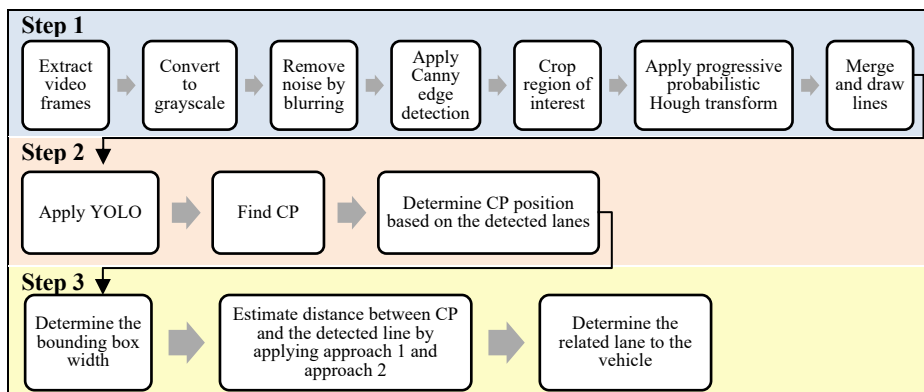 Step 1
Extract
video
frames
Convert
to
grayscale
Remove
noise by
blurring
Apply
Canny
edge
detection
Crop
region of
interest
Apply progressive
probabilistic
Hough transform
Merge
and draw
lines
Step 2
Apply YOLO
Find CP
Determine CP position
based on the detected lanes
Step 3
Determine the
bounding box
width
Estimate distance between CP
and the detected line by
applying approach 1 and
approach 2
Determine the
related lane to the
vehicle